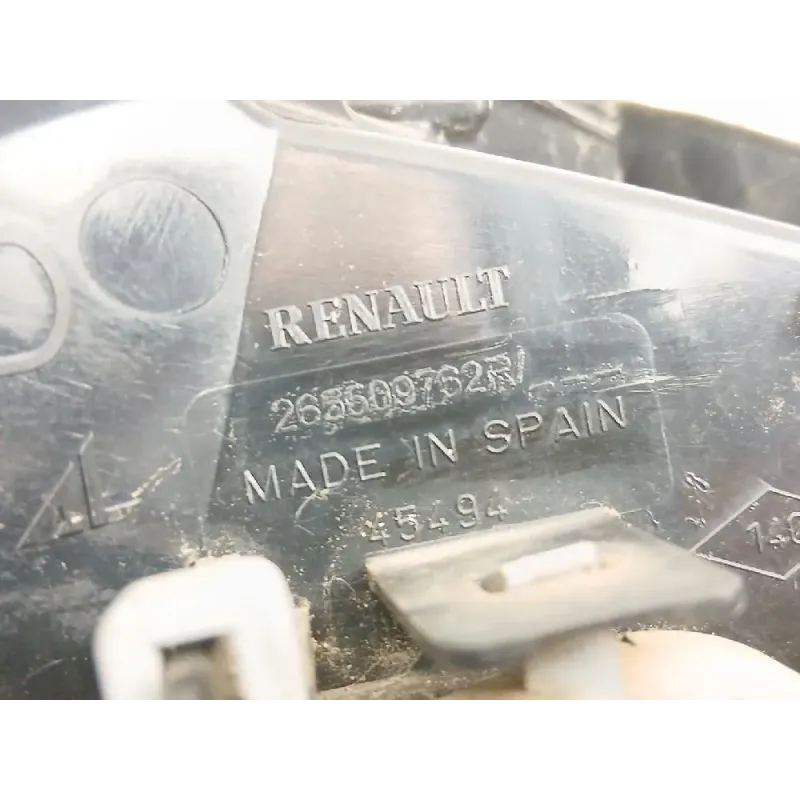 RENAULT
265509762R/_ _ _
MADE IN SPAIN
45494